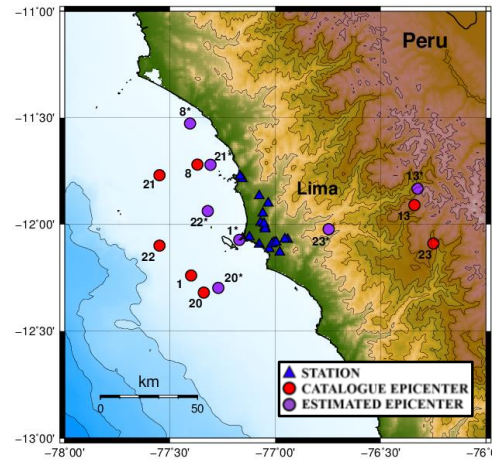 −11°00'
Peru
−11°30'
8*
21*
8
21
Lima
13*
13
22*
−12°00'
1*
23*
23
22
1
20*
20
−12°30'
km
0 50
STATION
CATALOGUE EPICENTER
ESTIMATED EPICENTER
−13°00'
−78°00' −77°30' −77°00' −76°30' −76°00'